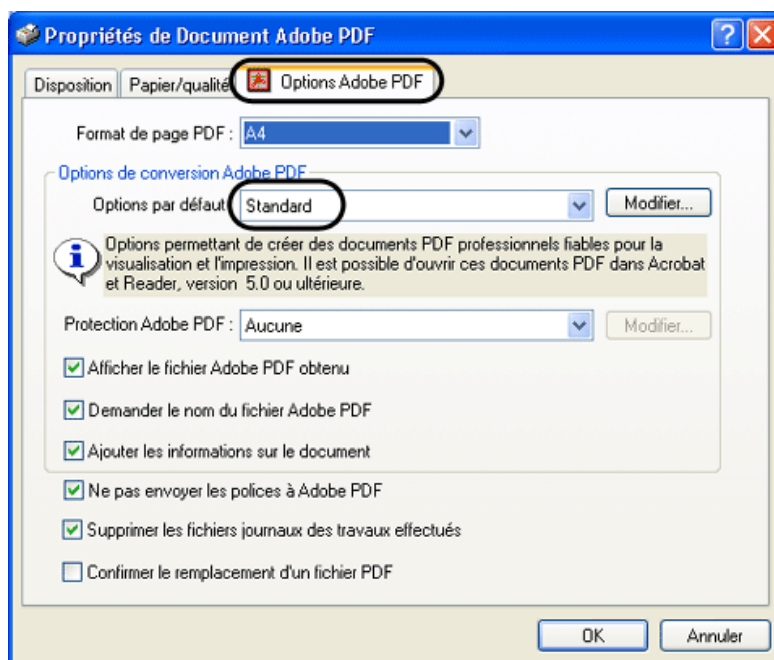 Propriétés de Document Adobe PDF
Disposition Papier/qualité Options Adobe PDF
Format de page PDF : A4
Options de conversion Adobe PDF
Options par défaut Standard Modifier...
Options permettant de créer des documents PDF professionnels fiables pour la
visualisation et l'impression. Il est possible d'ouvrir ces documents PDF dans Acrobat
et Reader, version 5.0 ou ultérieure.
Protection Adobe PDF : Aucune Modifier...
Afficher le fichier Adobe PDF obtenu
Demander le nom du fichier Adobe PDF
Ajouter les informations sur le document
Ne pas envoyer les polices à Adobe PDF
Supprimer les fichiers journaux des travaux effectués
Confirmer le remplacement d'un fichier PDF
OK Annuler